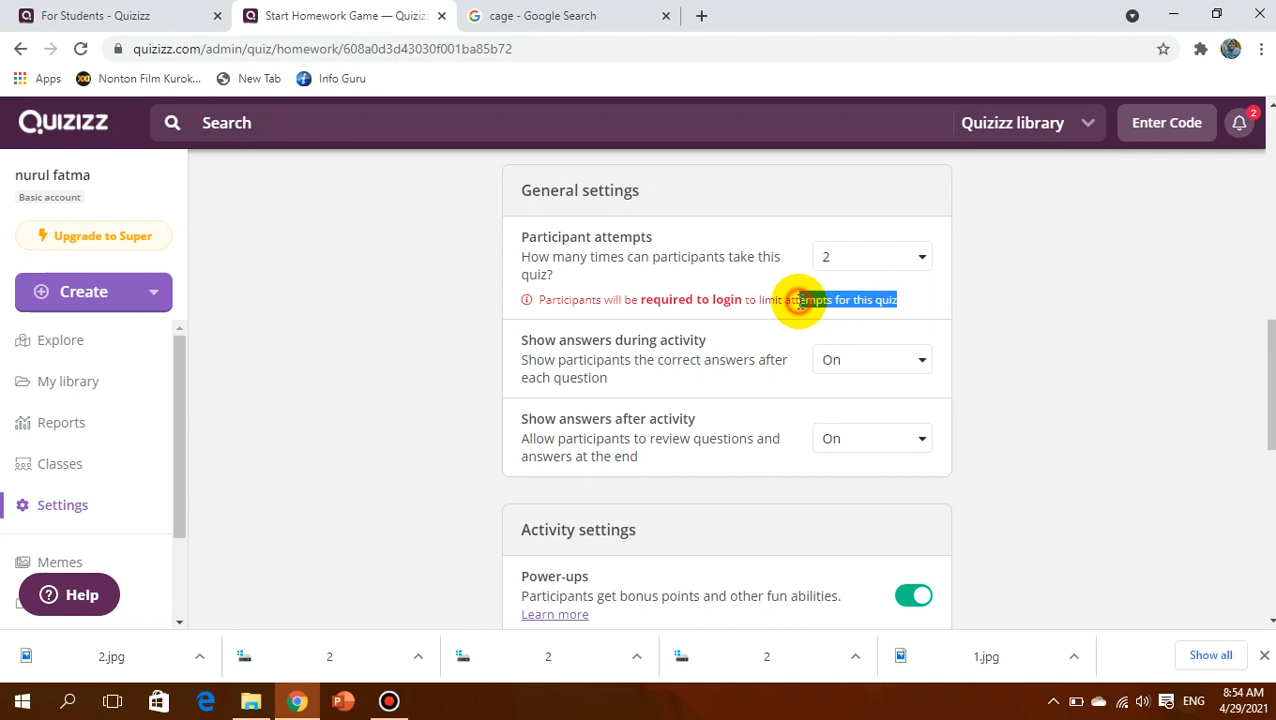 For Students - Quizizz
Start Homework Game — Quizizz
cage - Google Search
quizizz.com/admin/quiz/homework/608a0d3d43030f001ba85b72
Apps
Nonton Film Kurok...
New Tab
Info Guru
QUIZIZZ
Search
Quizizz library
Enter Code
2
nurul fatma
Basic account
Upgrade to Super
Create
Explore
My library
Reports
Classes
Settings
Memes
Help
General settings
Participant attempts
How many times can participants take this
quiz?
2
Participants will be required to login to limit attempts for this quiz
Show answers during activity
Show participants the correct answers after
each question
On
Show answers after activity
Allow participants to review questions and
answers at the end
On
Activity settings
Power-ups
Participants get bonus points and other fun abilities.
Learn more
2.jpg
2
2
2
1.jpg
Show all
ENG
8:54 AM
4/29/2021